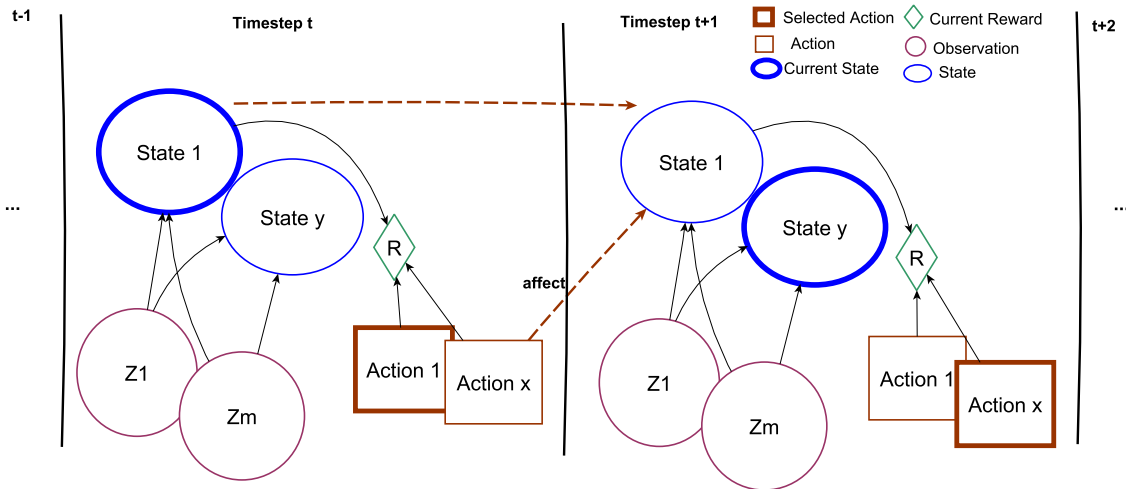 t-1
Timestep t
Timestep t+1
t+2
Selected Action
Current Reward
Action
Observation
Current State
State
State 1
State y
R
Z1
Zm
Action 1
Action x
affect
State 1
State y
R
Z1
Zm
Action 1
Action x
...
...